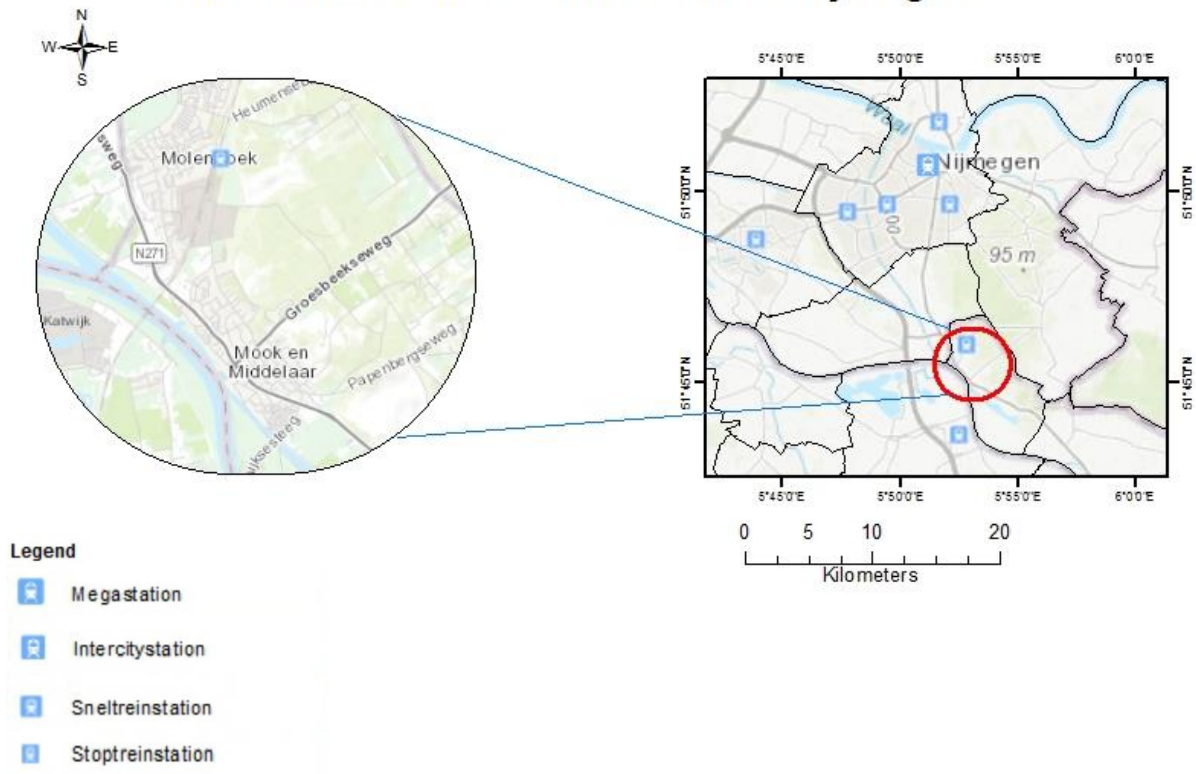 N
W E
S
Heumense
sweg
Molen oek
N271
Groesbeekseweg
Katwijk
Mook en
Middelaar
Papenbergseweg
ijksesteeg
5°45'0"E 5°50'0"E 5°55'0"E 6°0'0"E
Waal
Nijmegen
51°50'0"N 51°50'0"N
95 m
51°45'0"N 51°45'0"N
5°45'0"E 5°50'0"E 5°55'0"E 6°0'0"E
0 5 10 20
Kilometers
Legend
Megastation
Intercitystation
Sneltreinstation
Stoptreinstation